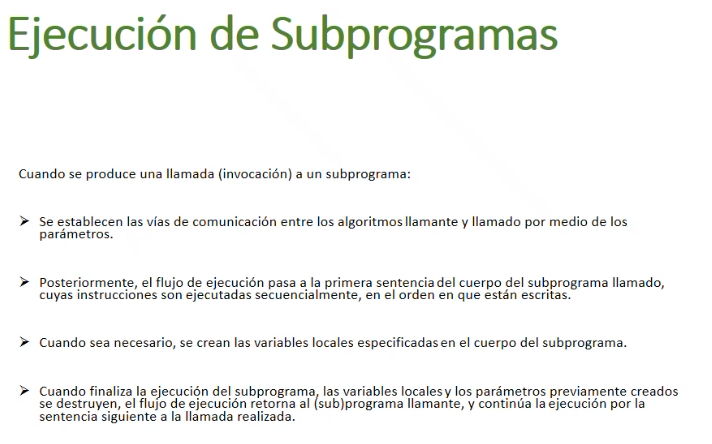 Ejecución de Subprogramas
Cuando se produce una llamada (invocación) a un subprograma:
➤ Se establecen las vías de comunicación entre los algoritmos llamante y llamado por medio de los
parámetros.
➤ Posteriormente, el flujo de ejecución pasa a la primera sentencia del cuerpo del subprograma llamado,
cuyas instrucciones son ejecutadas secuencialmente, en el orden en que están escritas.
➤ Cuando sea necesario, se crean las variables locales especificadas en el cuerpo del subprograma.
➤ Cuando finaliza la ejecución del subprograma, las variables locales y los parámetros previamente creados
se destruyen, el flujo de ejecución retorna al (sub)programa llamante, y continúa la ejecución por la
sentencia siguiente a la llamada realizada.